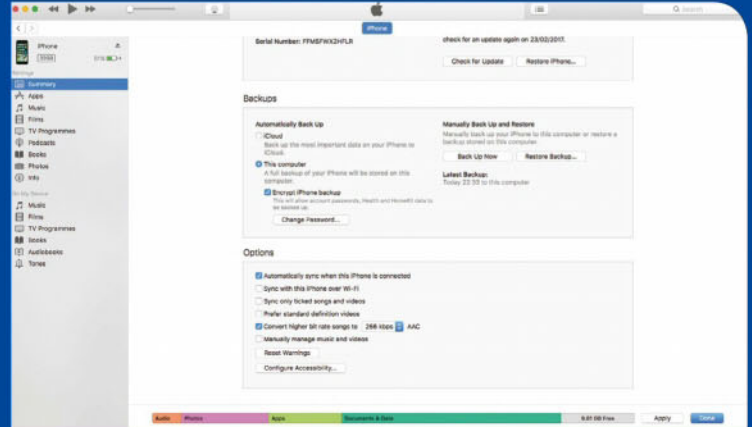 Search
iPhone
iPhone
Serial Number: FFMSFWXZHFLR
check for an update again on 23/02/2017.
Check for Update
Restore iPhone...
Settings
Summary
Apps
Music
Films
TV Programmes
Podcasts
Books
Photos
Info
On My Device
Music
Films
TV Programmes
Books
Audiobooks
Tones
Backups
Automatically Back Up
iCloud
Back up the most important data on your iPhone to
iCloud.
This computer
A full backup of your iPhone will be stored on this
computer.
Encrypt iPhone backup
This will allow account passwords, Health and HomeKit data to
be backed up.
Change Password...
Manually Back Up and Restore
Manually back up your iPhone to this computer or restore a
backup stored on this computer.
Back Up Now
Restore Backup...
Latest Backup:
Today 22:55 to this computer
Options
Automatically sync when this iPhone is connected
Sync with this iPhone over Wi-Fi
Sync only ticked songs and videos
Prefer standard definition videos
Convert higher bit rate songs to 256 kbps AAC
Manually manage music and videos
Reset Warnings
Configure Accessibility...
Audio
Photos
Apps
Documents & Data
9.81 GB Free
Apply
Done